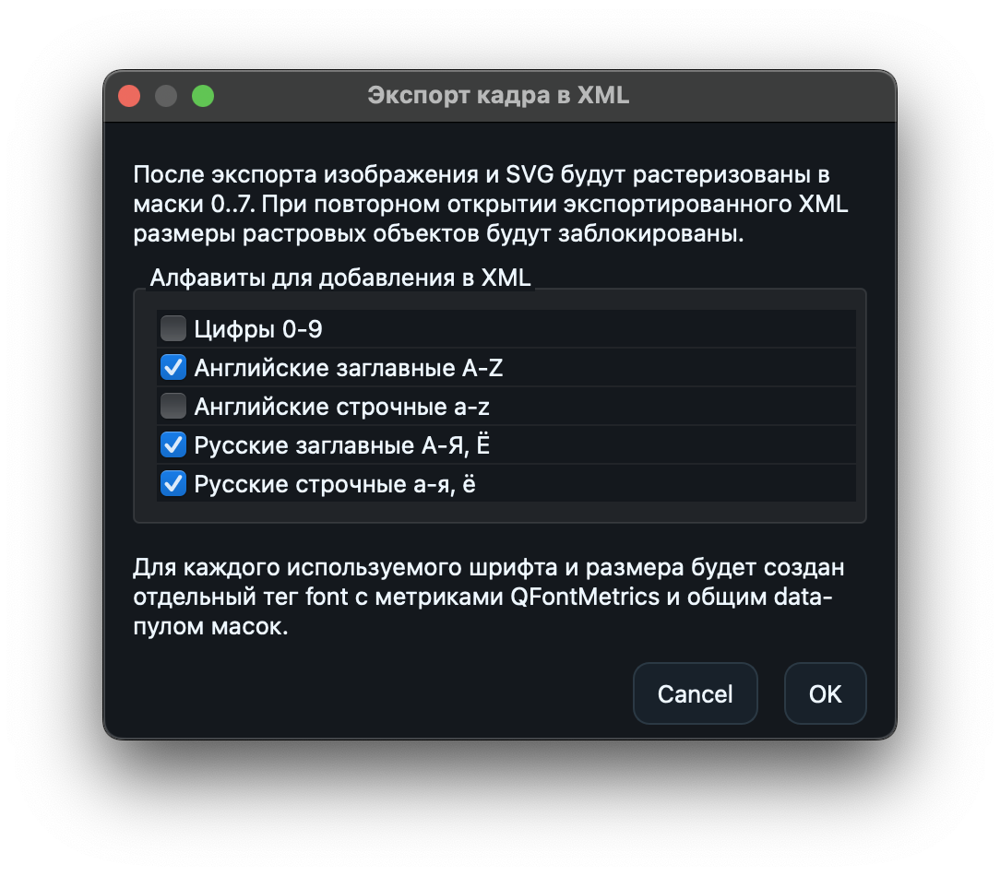 Экспорт кадра в XML
После экспорта изображения и SVG будут растеризованы в
маски 0..7. При повторном открытии экспортированного XML
размеры растровых объектов будут заблокированы.
Алфавиты для добавления в XML
Цифры 0-9
Английские заглавные A-Z
Английские строчные a-z
Русские заглавные А-Я, Ё
Русские строчные а-я, ё
Для каждого используемого шрифта и размера будет создан
отдельный тег font с метриками QFontMetrics и общим data-
пулом масок.
Cancel
OK